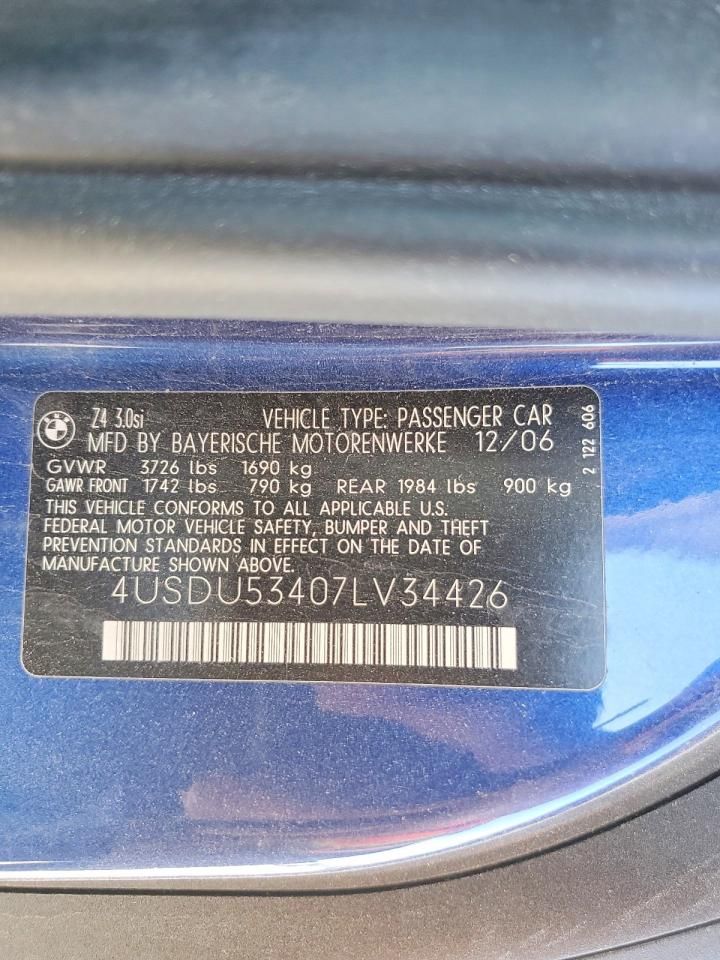 Z4 3.0si VEHICLE TYPE: PASSENGER CAR
MFD BY BAYERISCHE MOTORENWERKE 12/06
GVWR 3726 lbs 1690 kg
GAWR FRONT 1742 lbs 790 kg REAR 1984 lbs 900 kg
THIS VEHICLE CONFORMS TO ALL APPLICABLE U.S.
FEDERAL MOTOR VEHICLE SAFETY, BUMPER AND THEFT
PREVENTION STANDARDS IN EFFECT ON THE DATE OF
MANUFACTURE SHOWN ABOVE.
4USDU53407LV34426
2 122 606